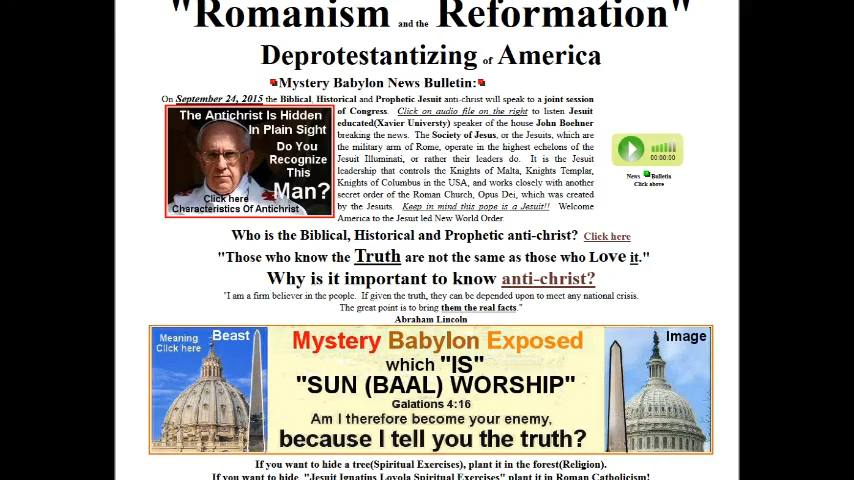 "Romanism and the Reformation"
Deprotestantizing of America
Mystery Babylon News Bulletin:
On September 24, 2015 the Biblical, Historical and Prophetic Jesuit anti-christ will speak to a joint session
of Congress. Click on audio file on the right to listen Jesuit
educated(Xavier Universty) speaker of the house John Boehner
breaking the news. The Society of Jesus, or the Jesuits, which are
the military arm of Rome, operate in the highest echelons of the
Jesuit Illuminati, or rather their leaders do. It is the Jesuit
leadership that controls the Knights of Malta, Knights Templar,
Knights of Columbus in the USA, and works closely with another
secret order of the Roman Church, Opus Dei, which was created
by the Jesuits. Keep in mind this pope is a Jesuit!! Welcome
America to the Jesuit led New World Order.
The Antichrist Is Hidden
In Plain Sight
Do You
Recognize
This
Man?
Click here
Characteristics Of Antichrist
00:00:00
News Bulletin
Click above
Who is the Biblical, Historical and Prophetic anti-christ? Click here
"Those who know the Truth are not the same as those who Love it."
Why is it important to know anti-christ?
"I am a firm believer in the people. If given the truth, they can be depended upon to meet any national crisis.
The great point is to bring them the real facts."
Abraham Lincoln
Meaning
Click here
Beast
Mystery Babylon Exposed
which "IS"
"SUN (BAAL) WORSHIP"
Galations 4:16
Am I therefore become your enemy,
because I tell you the truth?
Image
If you want to hide a tree(Spiritual Exercises), plant it in the forest(Religion).
If you want to hide "Jesuit Ignatius Loyola Spiritual Exercises" plant it in Roman Catholicism!